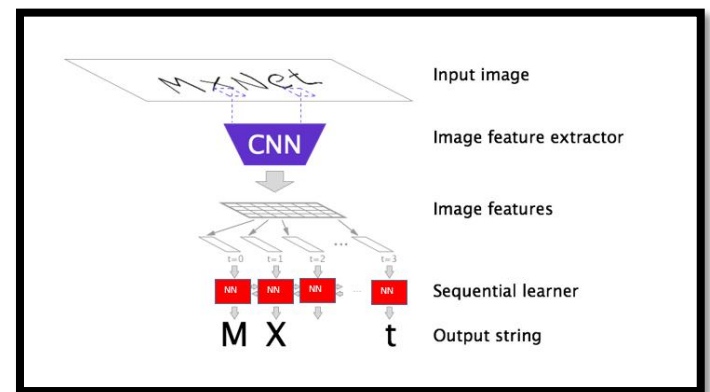 MxNet Input image
CNN Image feature extractor
Image features
...
t=0 t=1 t=2 t=3
NN NN NN ... NN Sequential learner
M X t Output string